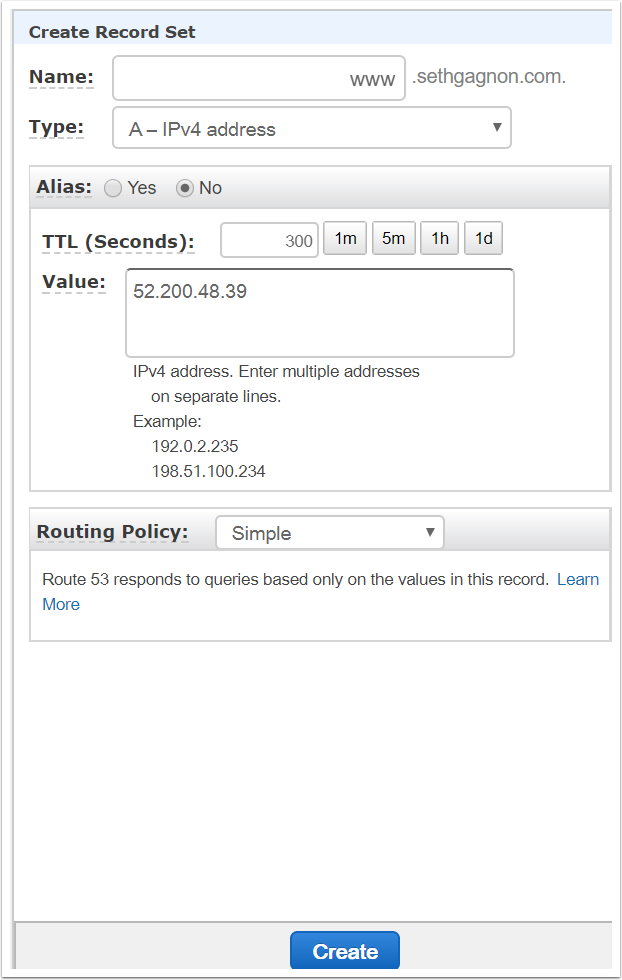 Create Record Set
Name: www .sethgagnon.com.
Type: A – IPv4 address
Alias: Yes No
TTL (Seconds): 300 1m 5m 1h 1d
Value: 52.200.48.39
IPv4 address. Enter multiple addresses
on separate lines.
Example:
192.0.2.235
198.51.100.234
Routing Policy: Simple
Route 53 responds to queries based only on the values in this record. Learn
More
Create